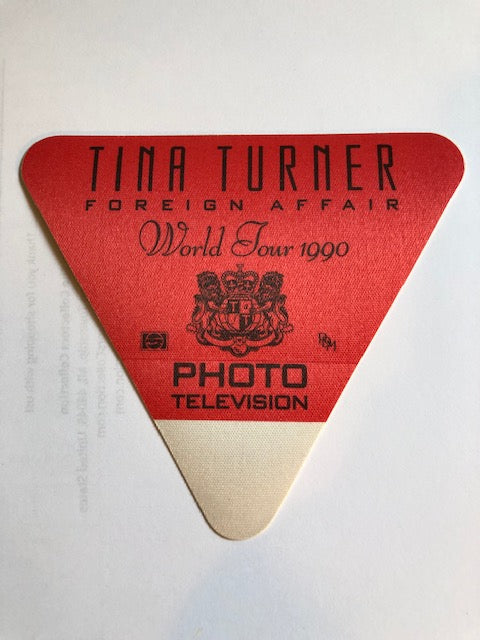 TINA TURNER
FOREIGN AFFAIR
World Tour 1990
PHOTO
TELEVISION